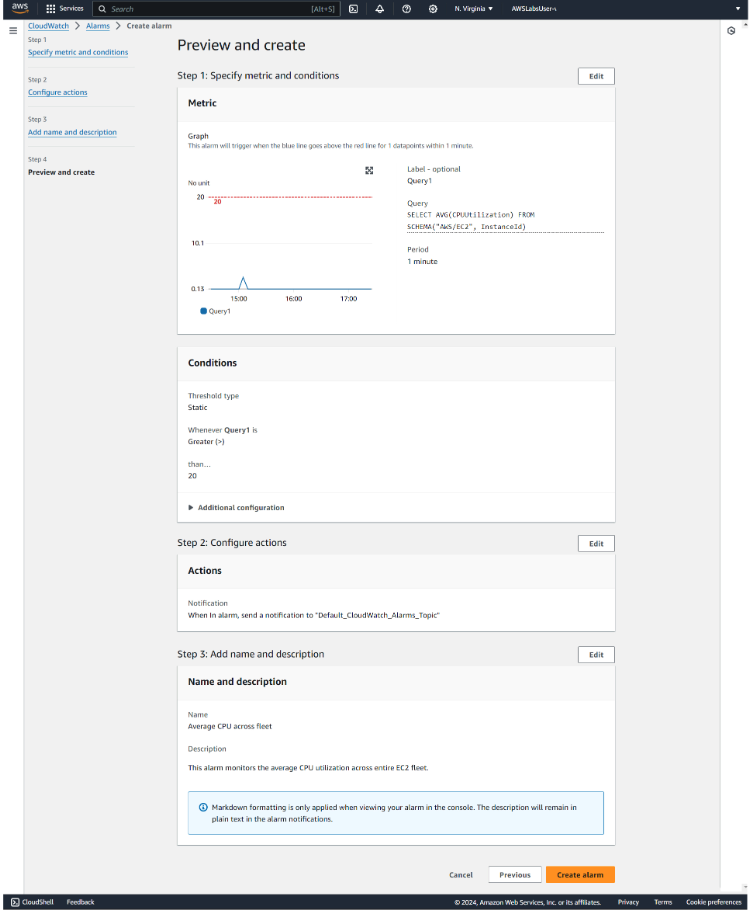 aws
Services
Search
[Alt+S]
N. Virginia
CloudWatch
Alarms
Create alarm
Step 1
Specify metric and conditions
Step 2
Configure actions
Step 3
Add name and description
Step 4
Preview and create
Preview and create
Step 1: Specify metric and conditions
Edit
Metric
Graph
This alarm will trigger when the blue line goes above the red line for 1 datapoints within 1 minute.
No unit
20
20
10.1
0.13
15:00
16:00
17:00
Query1
Label - optional
Query1
Query
SELECT AVG(CPUUtilization) FROM
SCHEMA("AWS/EC2", InstanceId)
Period
1 minute
Conditions
Threshold type
Static
Whenever Query1 is
Greater (>)
than...
20
Additional configuration
Step 2: Configure actions
Edit
Actions
Notification
When In alarm, send a notification to "Default_CloudWatch_Alarms_Topic"
Step 3: Add name and description
Edit
Name and description
Name
Average CPU across fleet
Description
This alarm monitors the average CPU utilization across entire EC2 fleet.
Markdown formatting is only applied when viewing your alarm in the console. The description will remain in
plain text in the alarm notifications.
Cancel
Previous
Create alarm
CloudShell
Feedback
© 2024, Amazon Web Services, Inc. or its affiliates.
Privacy
Terms
Cookie preferences